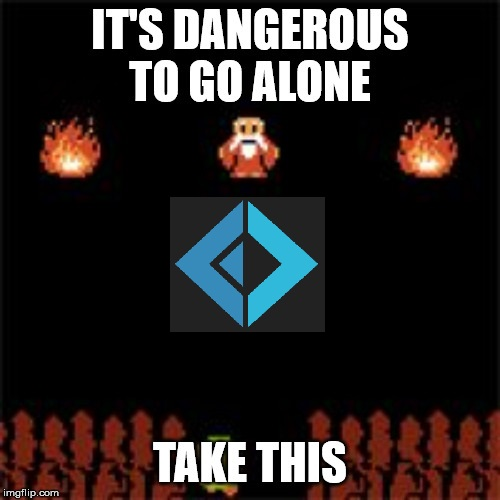 IT'S DANGEROUS
TO GO ALONE
TAKE THIS
imgflip.com